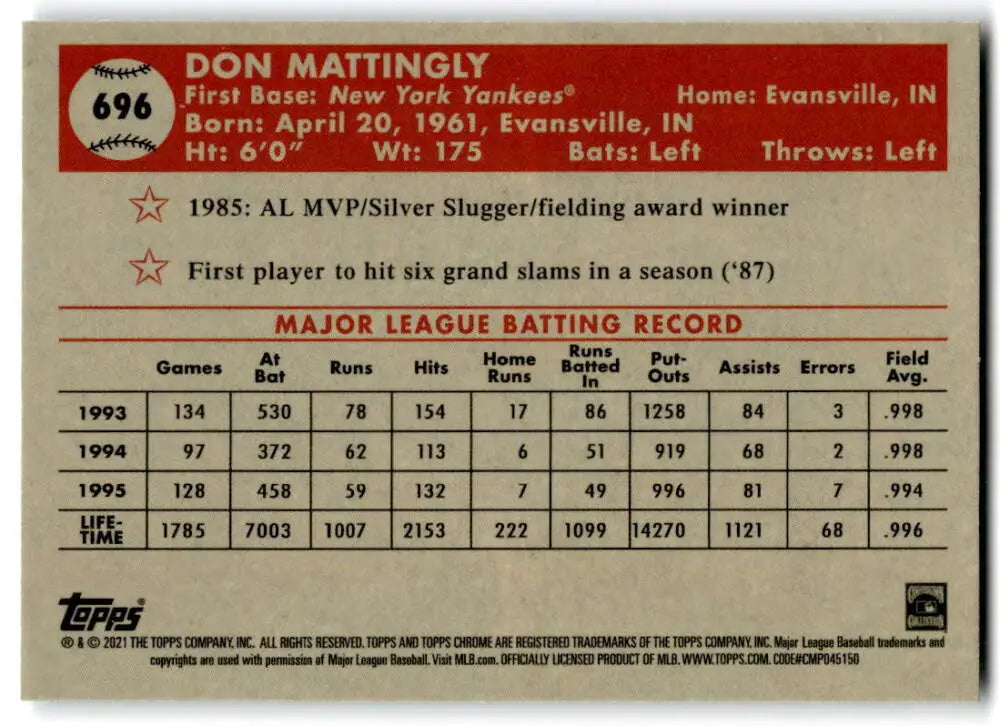 696
DON MATTINGLY
First Base: New York Yankees® Home: Evansville, IN
Born: April 20, 1961, Evansville, IN
Ht: 6'0" Wt: 175 Bats: Left Throws: Left
1985: AL MVP/Silver Slugger/fielding award winner
First player to hit six grand slams in a season (‘87)
MAJOR LEAGUE BATTING RECORD
Games At Bat Runs Hits Home Runs Runs Batted In Put-Outs Assists Errors Field Avg.
1993 134 530 78 154 17 86 1258 84 3 .998
1994 97 372 62 113 6 51 919 68 2 .998
1995 128 458 59 132 7 49 996 81 7 .994
LIFE-TIME 1785 7003 1007 2153 222 1099 14270 1121 68 .996
Topps®
® & © 2021 THE TOPPS COMPANY, INC. ALL RIGHTS RESERVED. TOPPS AND TOPPS CHROME ARE REGISTERED TRADEMARKS OF THE TOPPS COMPANY, INC. Major League Baseball trademarks and
copyrights are used with permission of Major League Baseball. Visit MLB.com. OFFICIALLY LICENSED PRODUCT OF MLB. WWW.TOPPS.COM. CODE#CMP045150